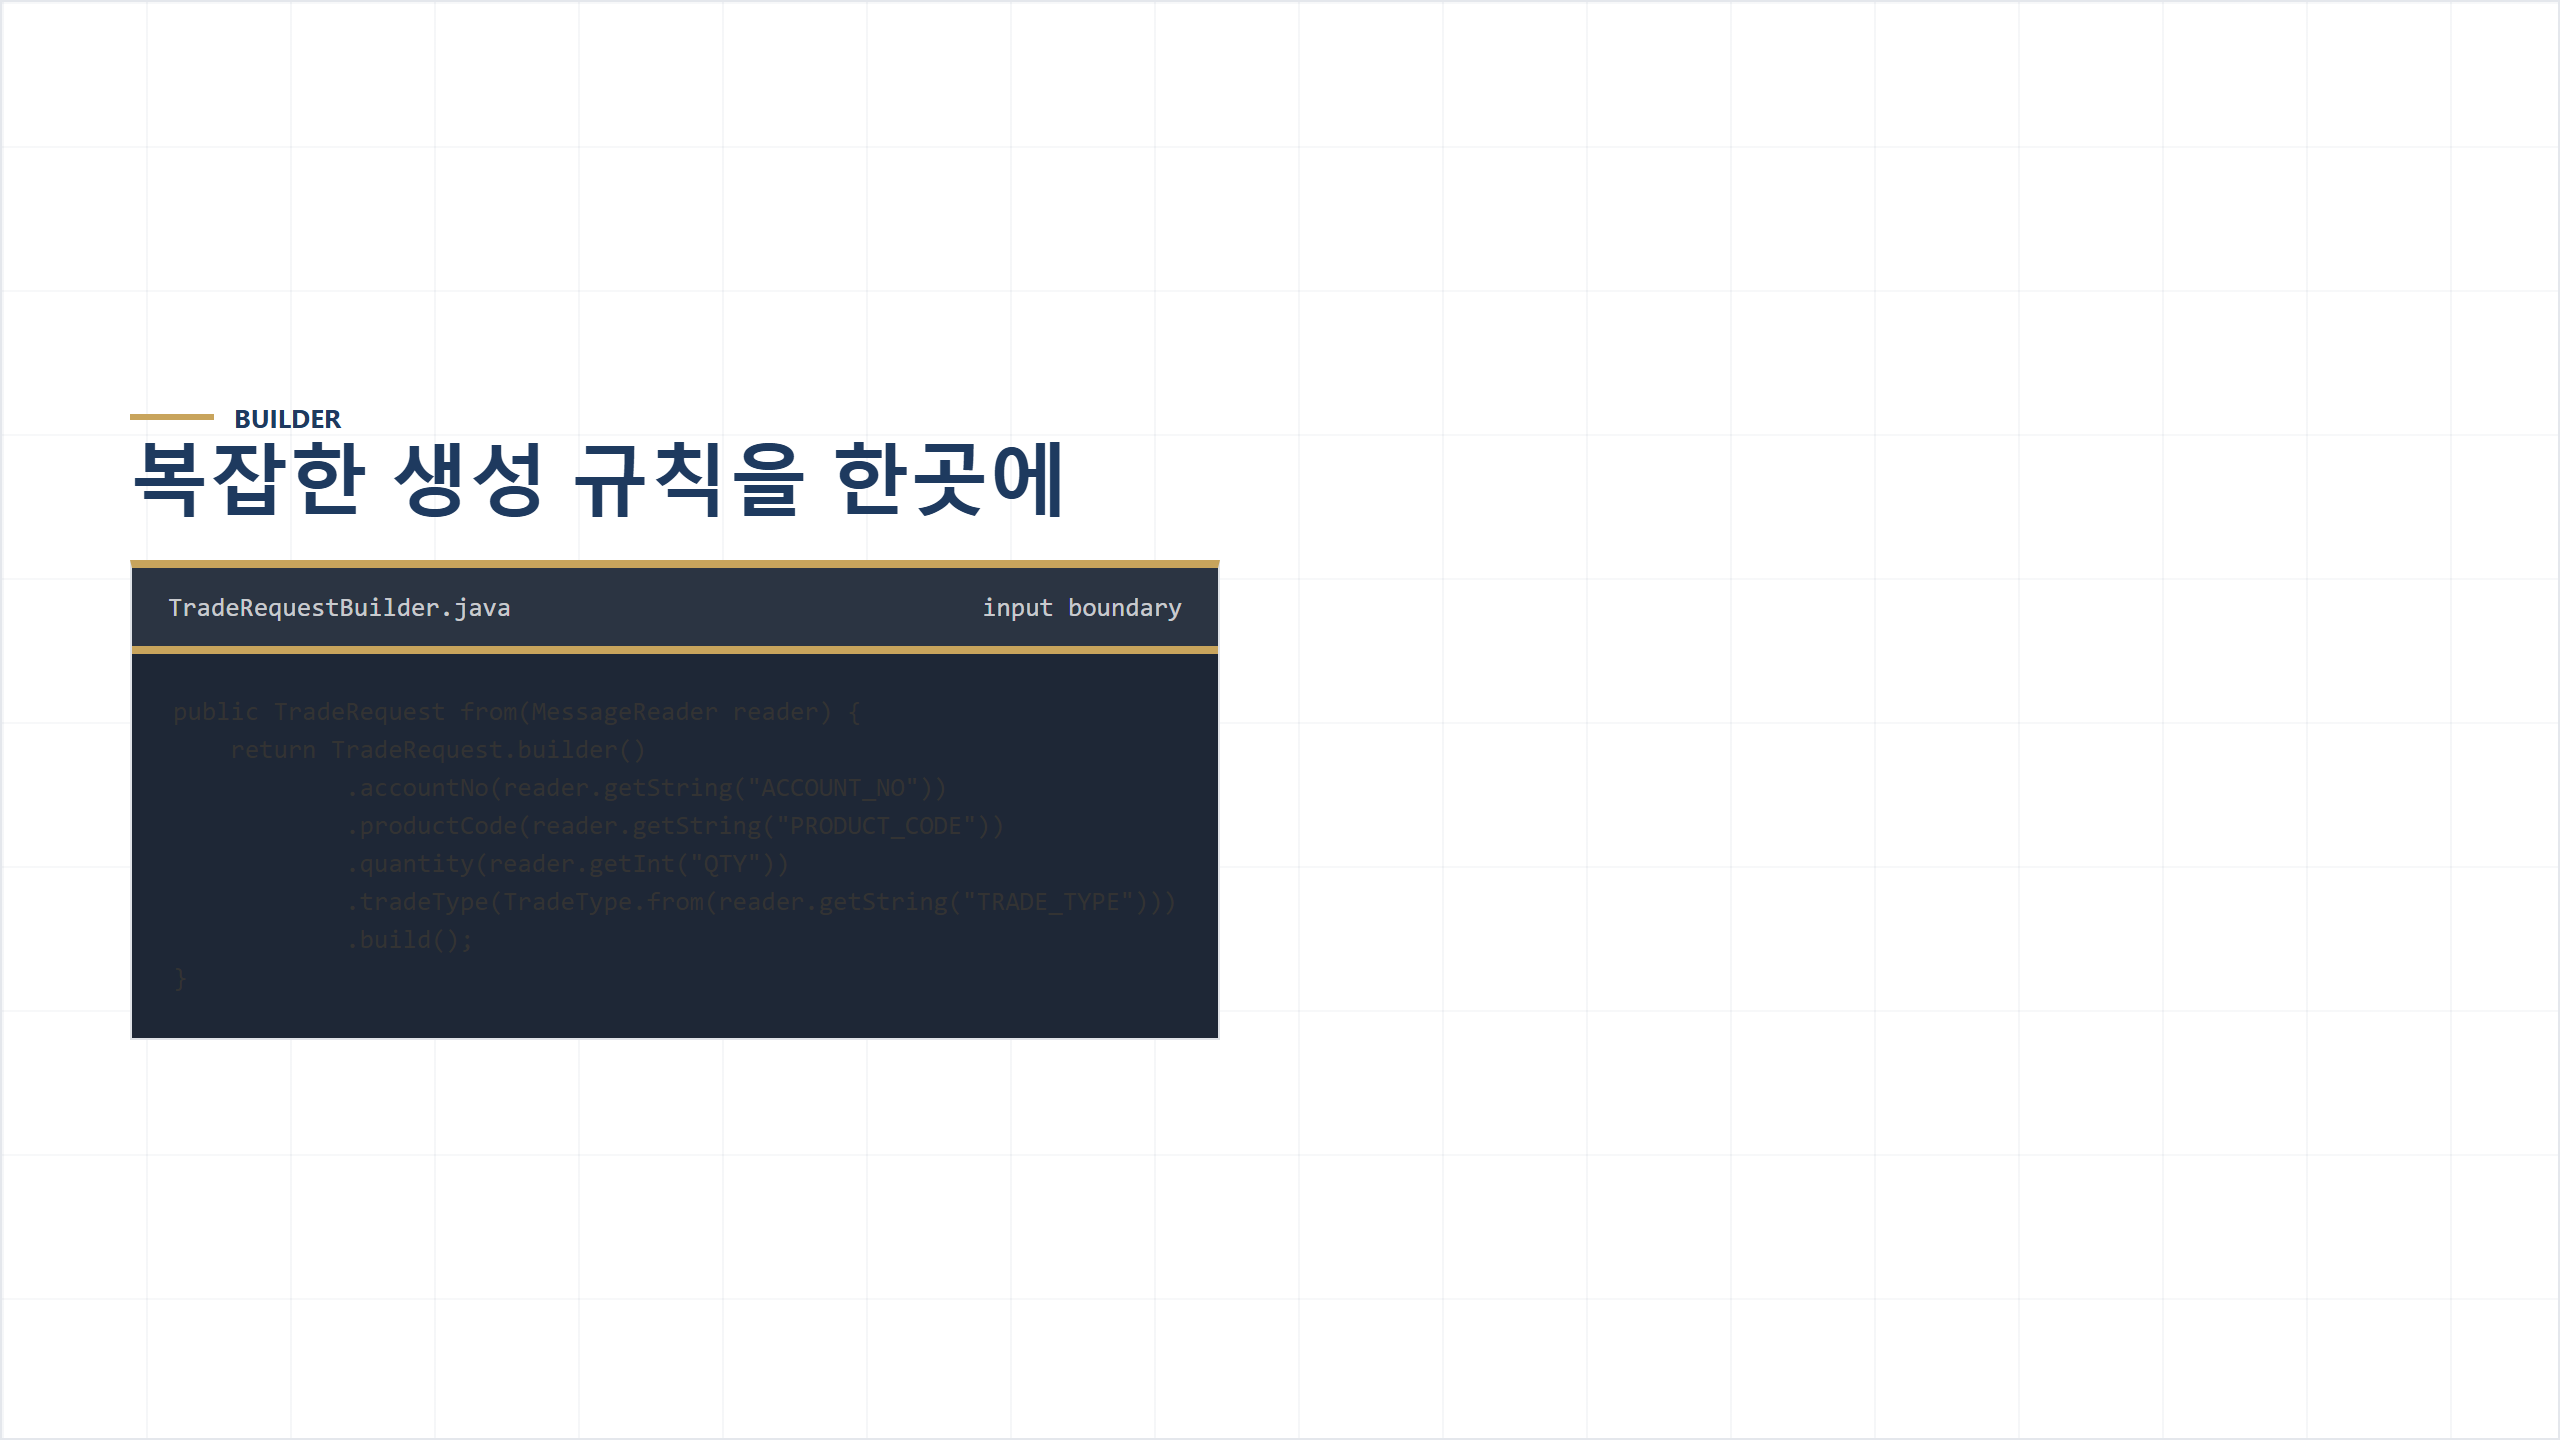 BUILDER
복잡한 생성 규칙을 한곳에
TradeRequestBuilder.java
input boundary
public TradeRequest from(MessageReader reader) {
    return TradeRequest.builder()
            .accountNo(reader.getString("ACCOUNT_NO"))
            .productCode(reader.getString("PRODUCT_CODE"))
            .quantity(reader.getInt("QTY"))
            .tradeType(TradeType.from(reader.getString("TRADE_TYPE")))
            .build();
}